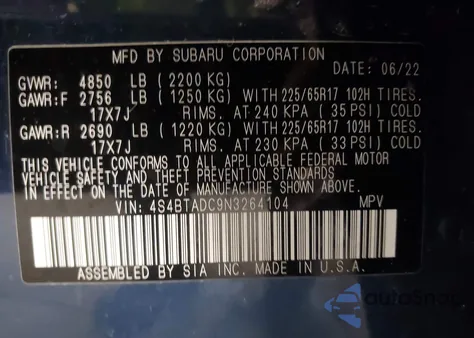 MFD BY SUBARU CORPORATION
GVWR: 4850 LB (2200 KG) DATE: 06/22
GAWR:F 2756 LB (1250 KG) WITH 225/65R17 102H TIRES.
17X7J RIMS. AT 240 KPA (35 PSI) COLD
GAWR:R 2690 LB (1220 KG) WITH 225/65R17 102H TIRES.
17X7J RIMS. AT 230 KPA (33 PSI) COLD
THIS VEHICLE CONFORMS TO ALL APPLICABLE FEDERAL MOTOR
VEHICLE SAFETY AND THEFT PREVENTION STANDARDS
IN EFFECT ON THE DATE OF MANUFACTURE SHOWN ABOVE.
VIN: 4S4BTADC9N3264104 MPV
ASSEMBLED BY SIA INC. MADE IN U.S.A.